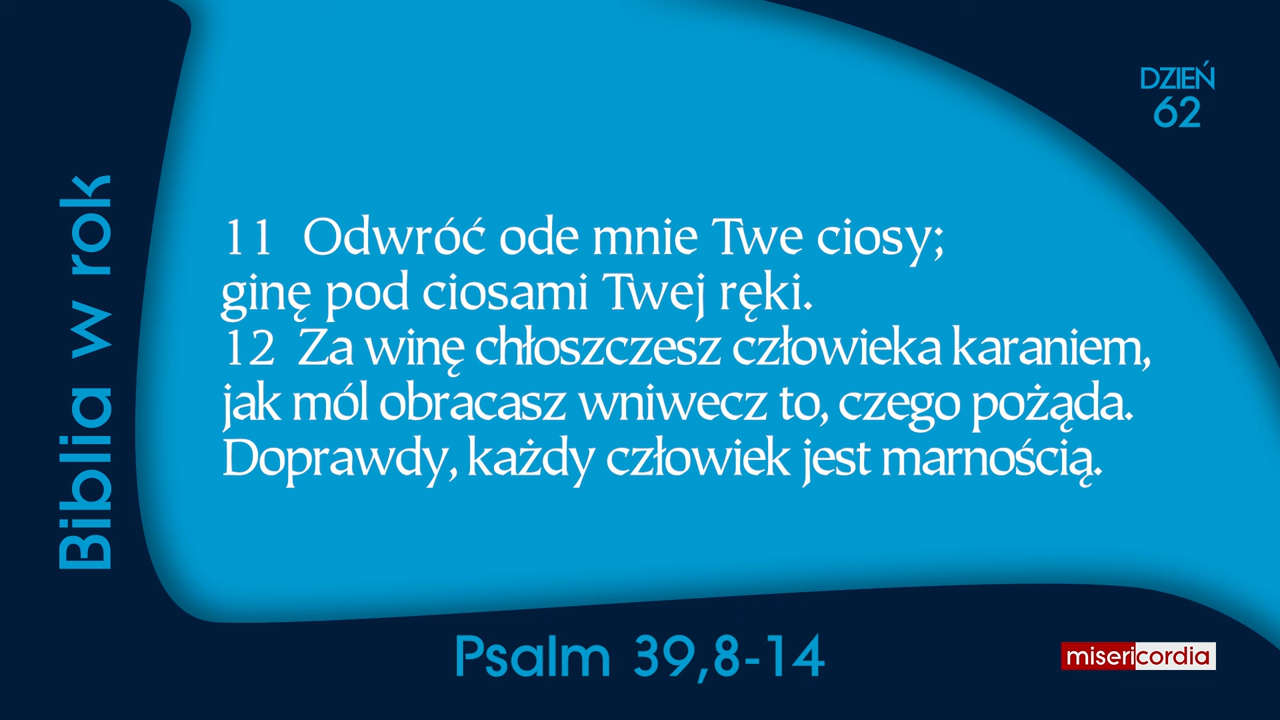 DZIEŃ
62
Biblia w rok
11 Odwróć ode mnie Twe ciosy;
ginę pod ciosami Twej ręki.
12 Za winę chłoszczesz człowieka karaniem,
jak mól obracasz wniwecz to, czego pożąda.
Doprawdy, każdy człowiek jest marnością.
Psalm 39,8-14
misericordia